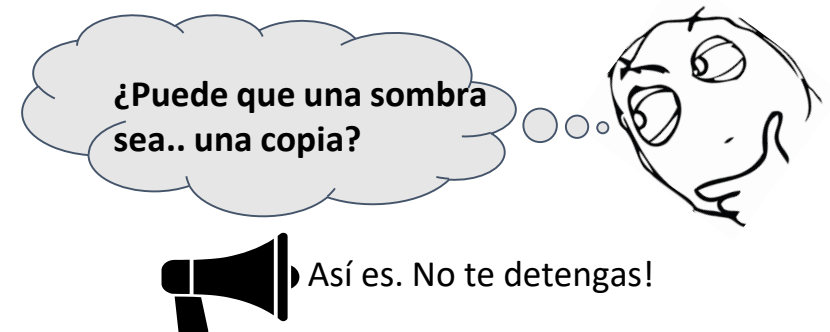 ¿Puede que una sombra
sea.. una copia?
Así es. No te detengas!